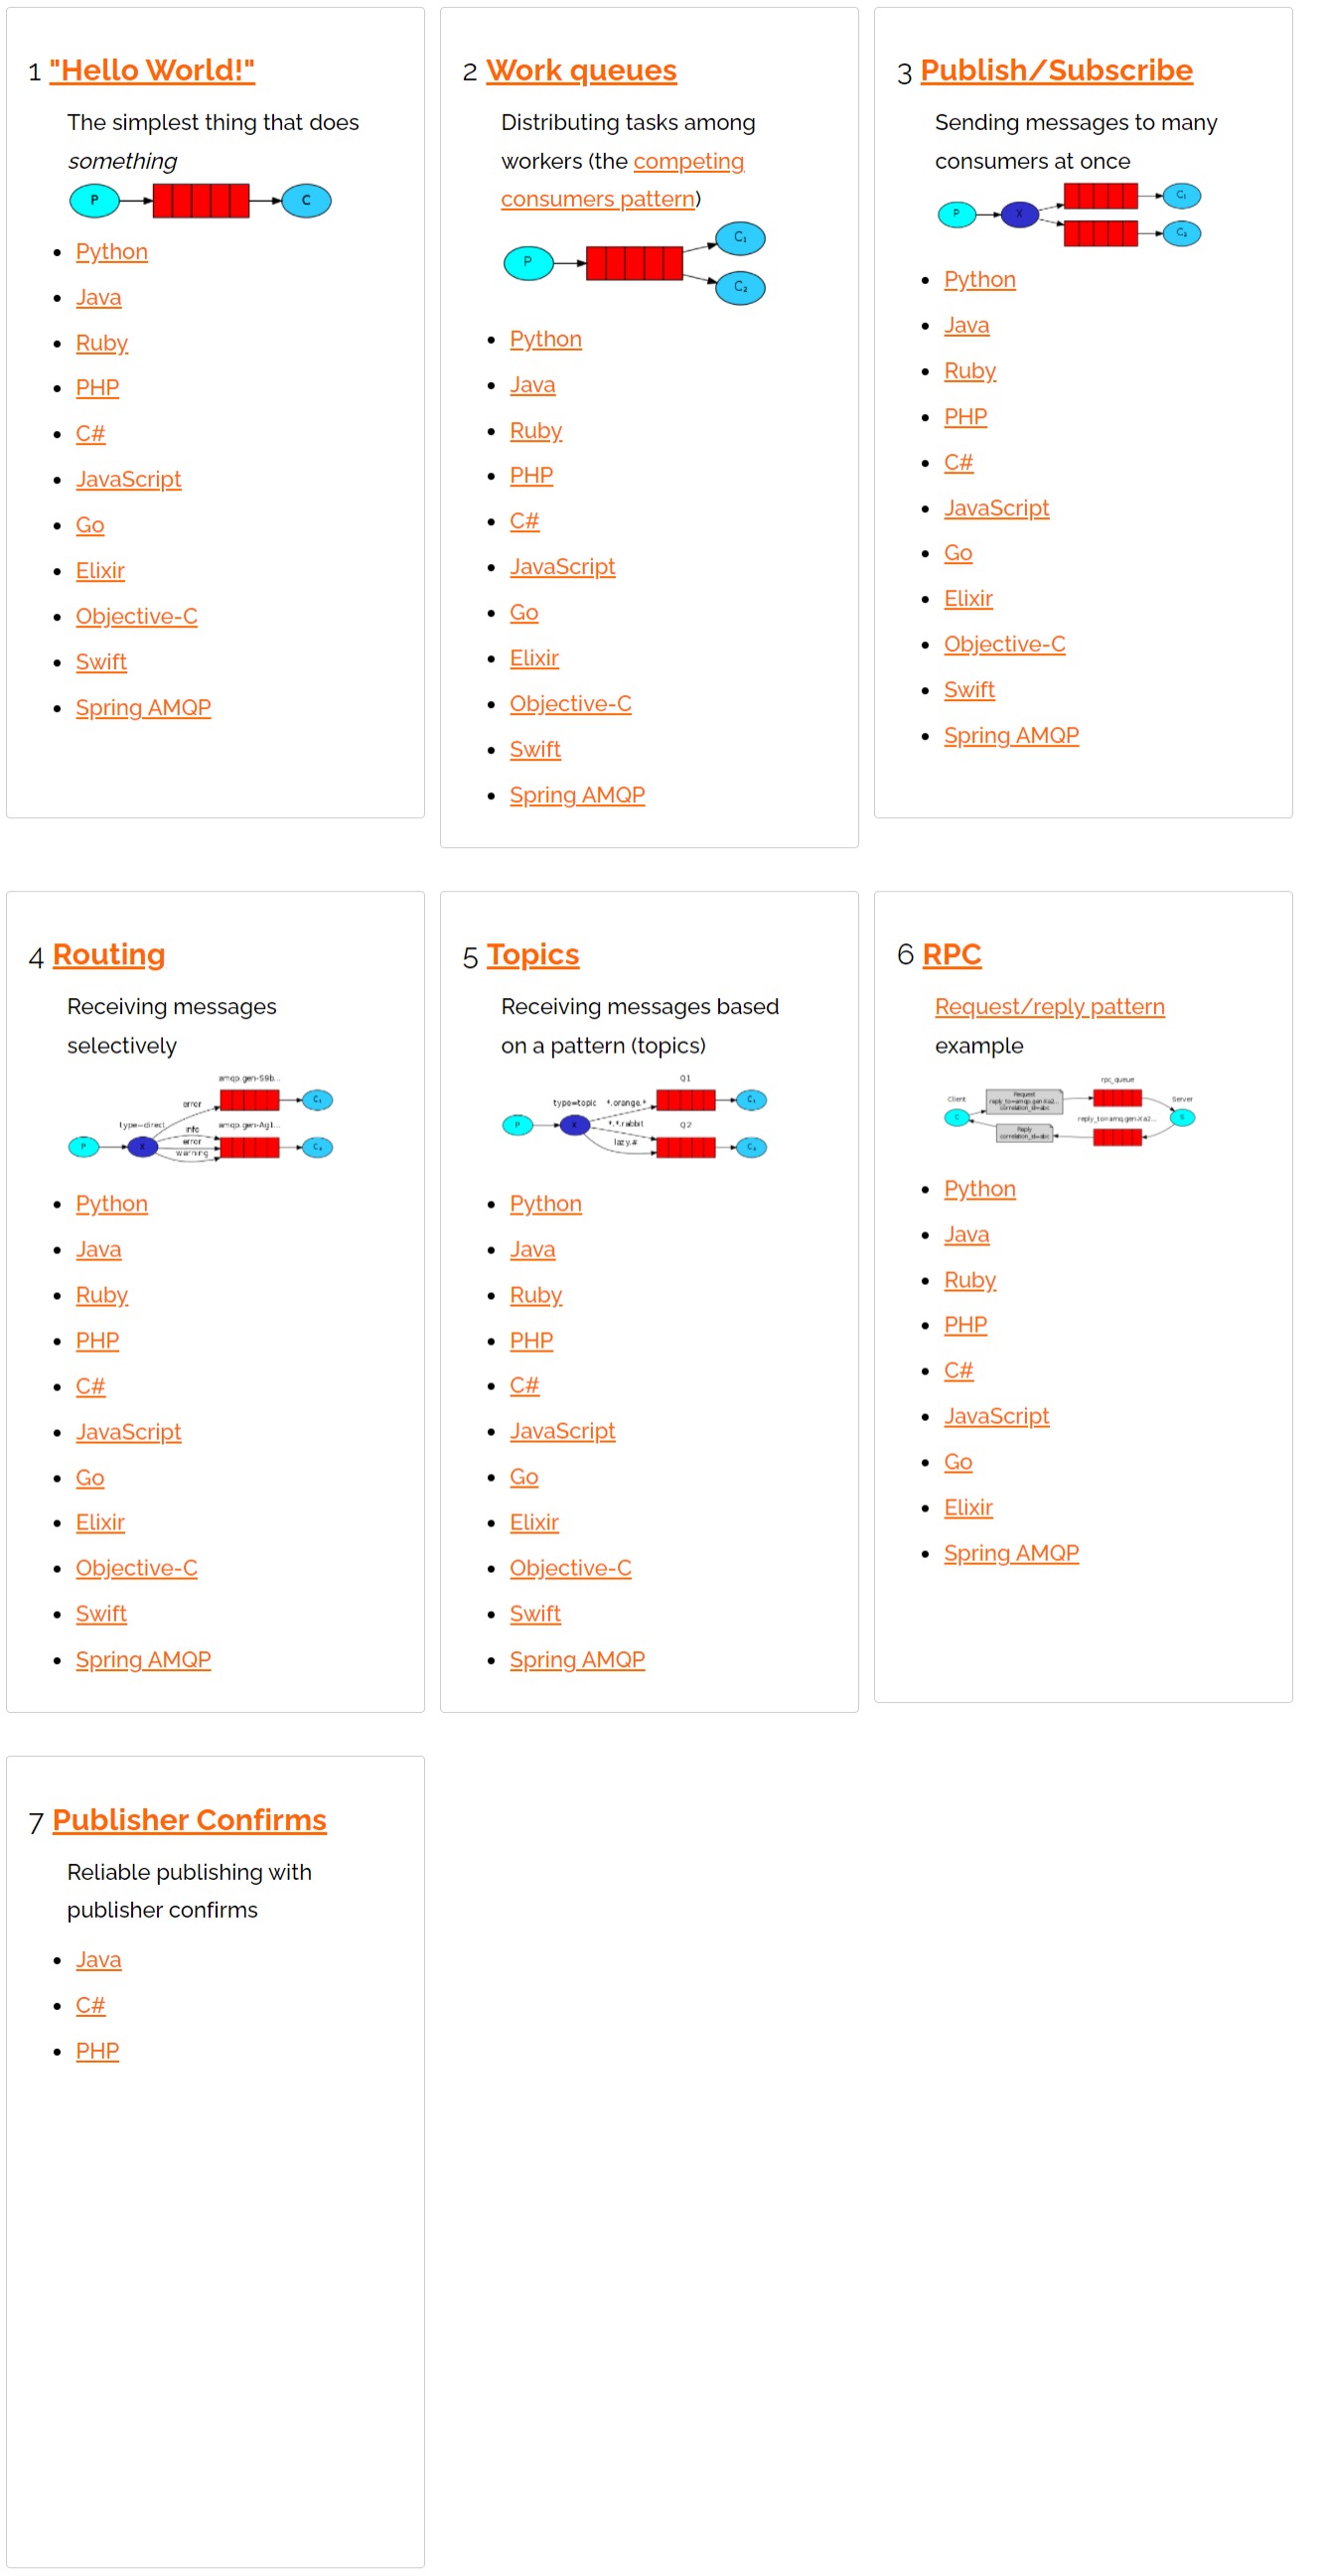 1 "Hello World!"
The simplest thing that does
something
P
C
Python
Java
Ruby
PHP
C#
JavaScript
Go
Elixir
Objective-C
Swift
Spring AMQP
2 Work queues
Distributing tasks among
workers (the competing
consumers pattern)
C₁
P
C₂
Python
Java
Ruby
PHP
C#
JavaScript
Go
Elixir
Objective-C
Swift
Spring AMQP
3 Publish/Subscribe
Sending messages to many
consumers at once
C₁
P
X
C₂
Python
Java
Ruby
PHP
C#
JavaScript
Go
Elixir
Objective-C
Swift
Spring AMQP
4 Routing
Receiving messages
selectively
amqp.gen-S9b...
error
C₁
type=direct
info
amqp.gen-Ag1...
error
P
X
C₂
warning
Python
Java
Ruby
PHP
C#
JavaScript
Go
Elixir
Objective-C
Swift
Spring AMQP
5 Topics
Receiving messages based
on a pattern (topics)
Q1
type=topic
*.orange.*
C₁
P
X
*.*.rabbit
Q2
lazy.#
C₂
Python
Java
Ruby
PHP
C#
JavaScript
Go
Elixir
Objective-C
Swift
Spring AMQP
6 RPC
Request/reply pattern
example
rpc_queue
Client
Request
reply_to=amqp.gen-Xa2...
correlation_id=abc
Server
C
S
reply_to=amq.gen-Xa2...
Reply
correlation_id=abc
Python
Java
Ruby
PHP
C#
JavaScript
Go
Elixir
Spring AMQP
7 Publisher Confirms
Reliable publishing with
publisher confirms
Java
C#
PHP